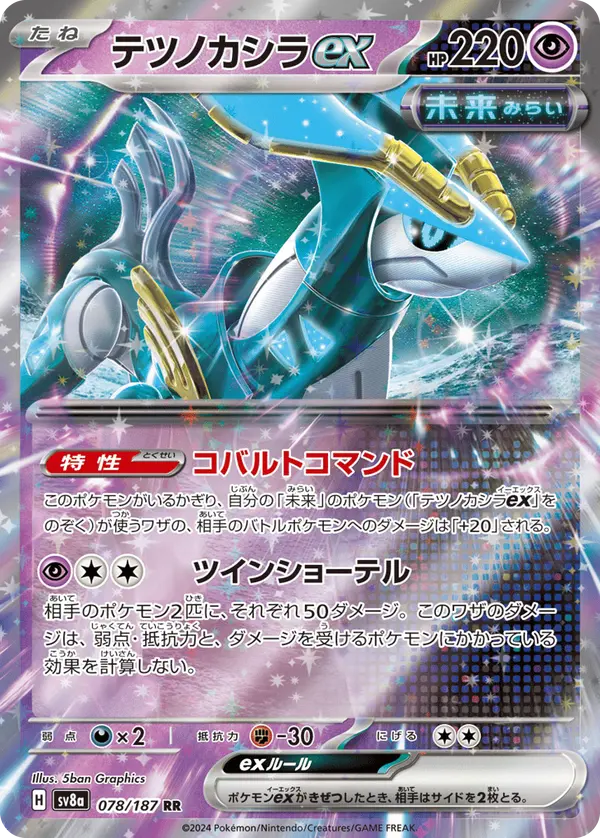 たね テツノカシラex HP220
未来 みらい
特性 とくせい コバルトコマンド
このポケモンがいるかぎり、自分の「未来」のポケモン(「テツノカシラex」を
のぞく)が使うワザの、相手のバトルポケモンへのダメージは「+20」される。
ツインショーテル
相手のポケモン2匹に、それぞれ50ダメージ。このワザのダメー
ジは、弱点・抵抗力と、ダメージを受けるポケモンにかかっている
効果を計算しない。
弱点 ×2 抵抗力 -30 にげる
Illus. 5ban Graphics
exルール
H sv8a 078/187 RR
ポケモンexがきぜつしたとき、相手はサイドを2枚とる。
©2024 Pokémon/Nintendo/Creatures/GAME FREAK.